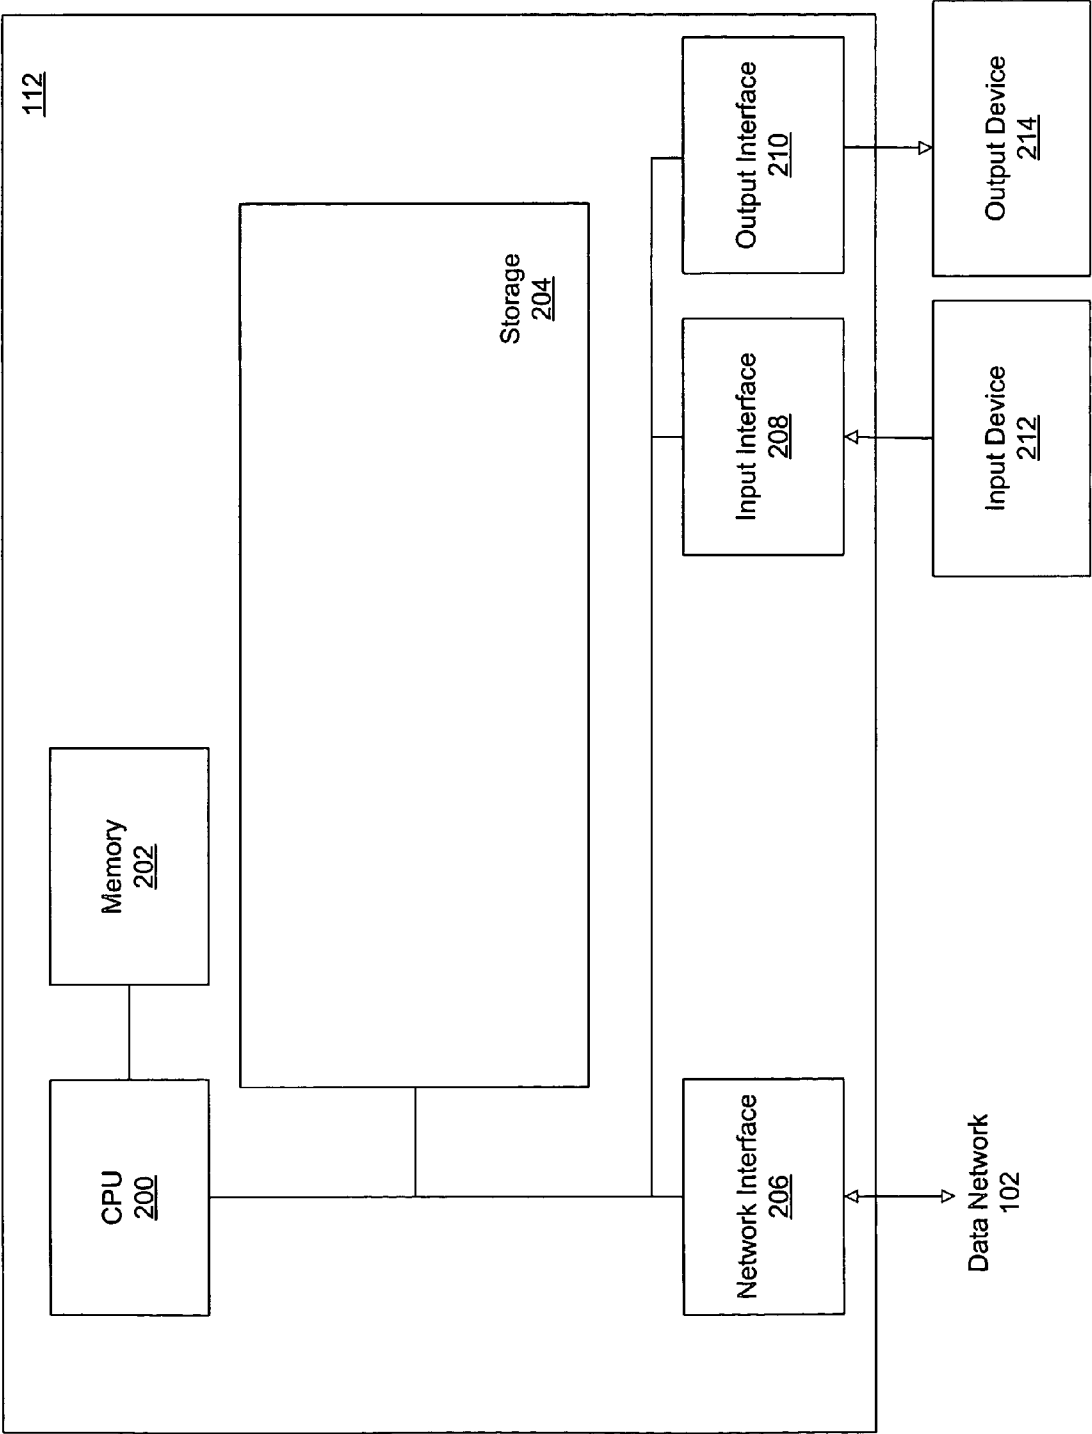 112
CPU
200
Memory
202
Storage
204
Network Interface
206
Input Interface
208
Output Interface
210
Data Network
102
Input Device
212
Output Device
214